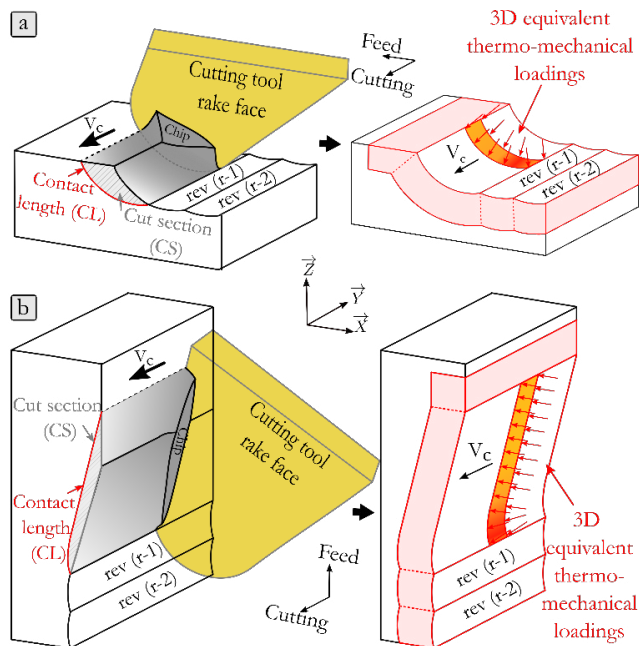 a
Cutting tool
rake face
Feed
Cutting
3D equivalent
thermo-mechanical
loadings
Vc
Chip
Contact
length (CL)
Cut section
(CS)
rev (r-1)
rev (r-2)
Vc
rev (r-1)
rev (r-2)
Z
Y
X
b
Vc
Cut section
(CS)
Chip
Cutting tool
rake face
Contact
length (CL)
rev (r-1)
rev (r-2)
Feed
Cutting
Vc
rev (r-1)
rev (r-2)
3D
equivalent
thermo-
mechanical
loadings